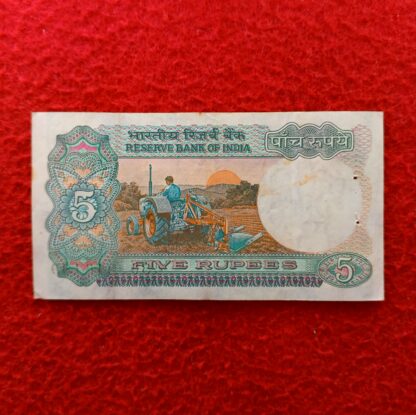 भारतीय रिज़र्व बैंक
RESERVE BANK OF INDIA
पाँच रुपये
5
FIVE RUPEES
5